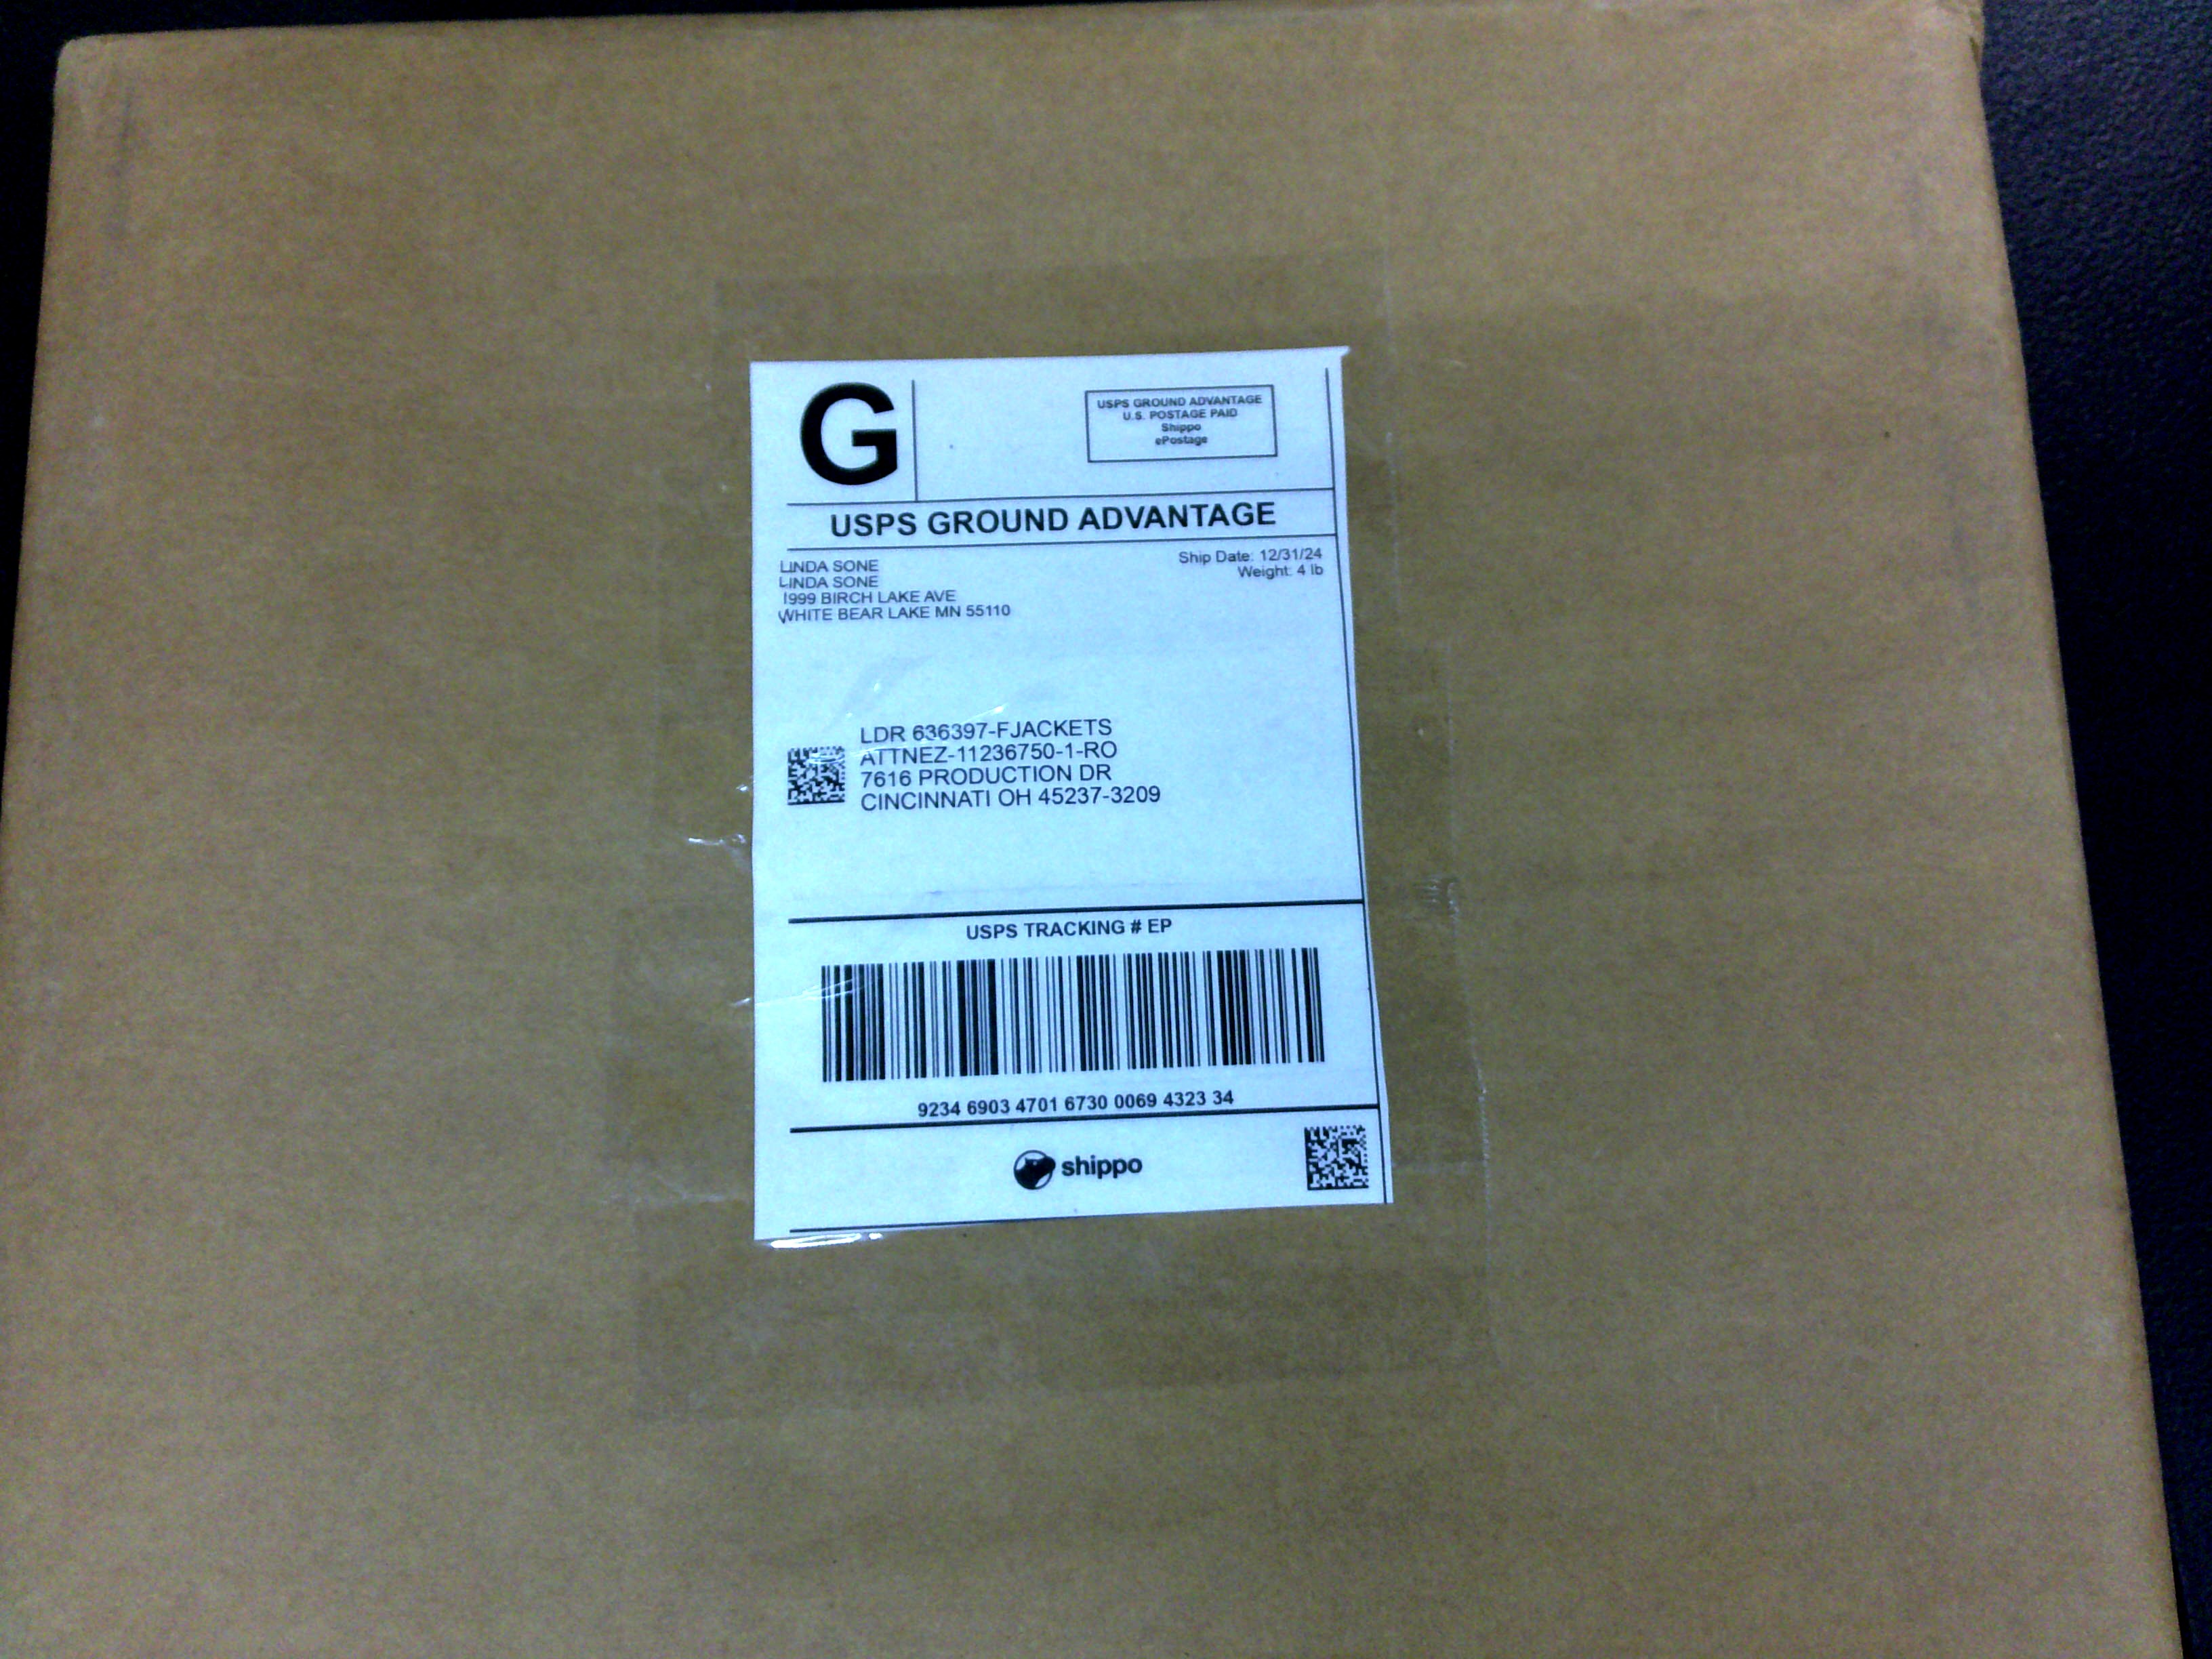 G
USPS GROUND ADVANTAGE
U.S. POSTAGE PAID
Shippo
ePostage
USPS GROUND ADVANTAGE
LINDA SONE
LINDA SONE
1999 BIRCH LAKE AVE
WHITE BEAR LAKE MN 55110
Ship Date: 12/31/24
Weight: 4 lb
LDR 636397-FJACKETS
ATTNEZ-11236750-1-RO
7616 PRODUCTION DR
CINCINNATI OH 45237-3209
USPS TRACKING # EP
9234 6903 4701 6730 0069 4323 34
shippo